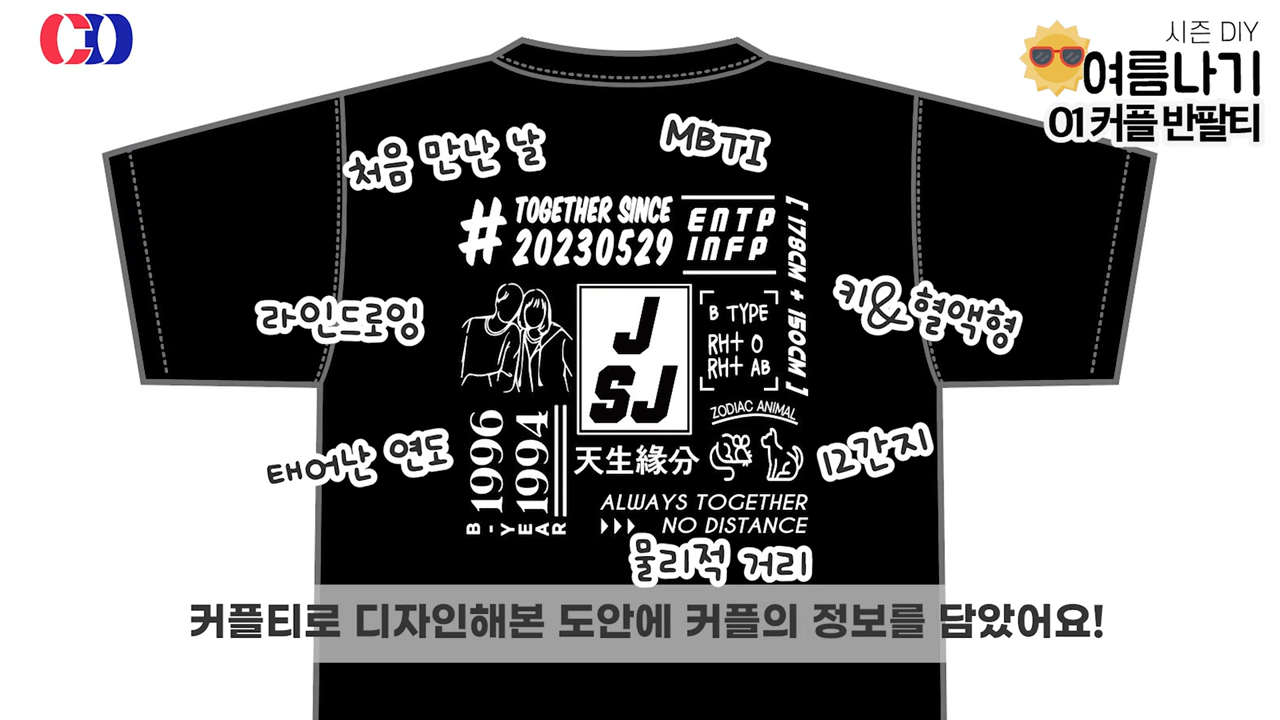 시즌 DIY
여름나기
01 커플 반팔티
처음 만난 날
MBTI
# TOGETHER SINCE
20230529
ENTP
INFP
[ 178CM + 150CM ]
라인드로잉
키 & 혈액형
J
SJ
B TYPE
RH+ O
RH+ AB
ZODIAC ANIMAL
태어난 연도
1996
1994
B-YEAR
天生緣分
12간지
ALWAYS TOGETHER
NO DISTANCE
물리적 거리
커플티로 디자인해본 도안에 커플의 정보를 담았어요!